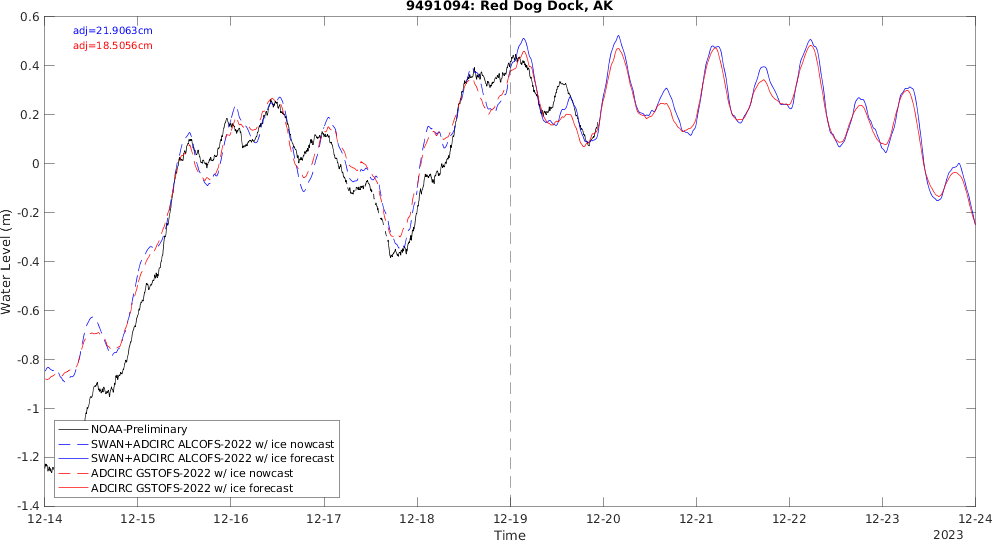 9491094: Red Dog Dock, AK
adj=21.9063cm
adj=18.5056cm
0.6
0.4
0.2
0
-0.2
-0.4
-0.6
-0.8
-1
-1.2
-1.4
Water Level (m)
NOAA-Preliminary
SWAN+ADCIRC ALCOFS-2022 w/ ice nowcast
SWAN+ADCIRC ALCOFS-2022 w/ ice forecast
ADCIRC GSTOFS-2022 w/ ice nowcast
ADCIRC GSTOFS-2022 w/ ice forecast
12-14 12-15 12-16 12-17 12-18 12-19 12-20 12-21 12-22 12-23 12-24
Time
2023